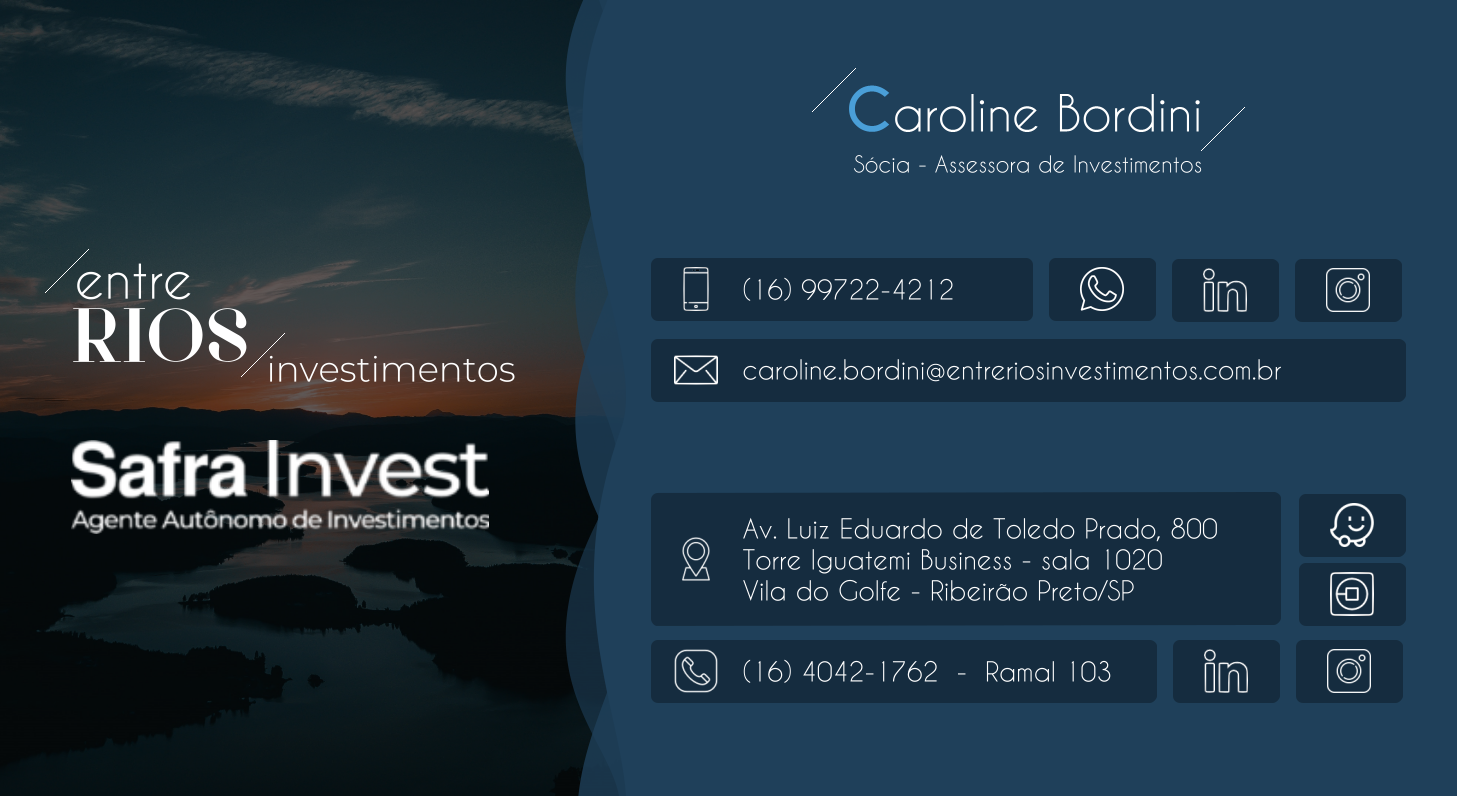 entre
RIOS
investimentos
Safra Invest
Agente Autônomo de Investimentos
Caroline Bordini
Sócia - Assessora de Investimentos
(16) 99722-4212
in
caroline.bordini@entreriosinvestimentos.com.br
Av. Luiz Eduardo de Toledo Prado, 800
Torre Iguatemi Business - sala 1020
Vila do Golfe - Ribeirão Preto/SP
(16) 4042-1762 - Ramal 103
in